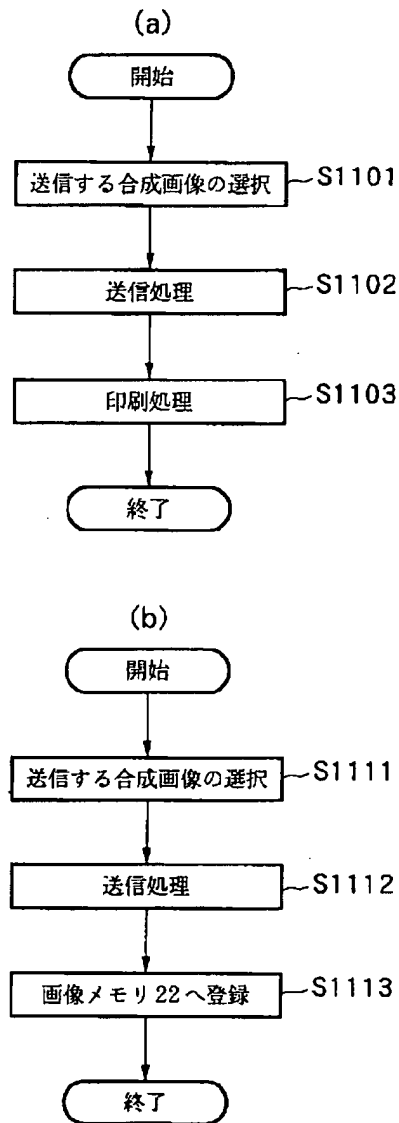 (a)
開始
送信する合成画像の選択 S1101
送信処理 S1102
印刷処理 S1103
終了
(b)
開始
送信する合成画像の選択 S1111
送信処理 S1112
画像メモリ22へ登録 S1113
終了